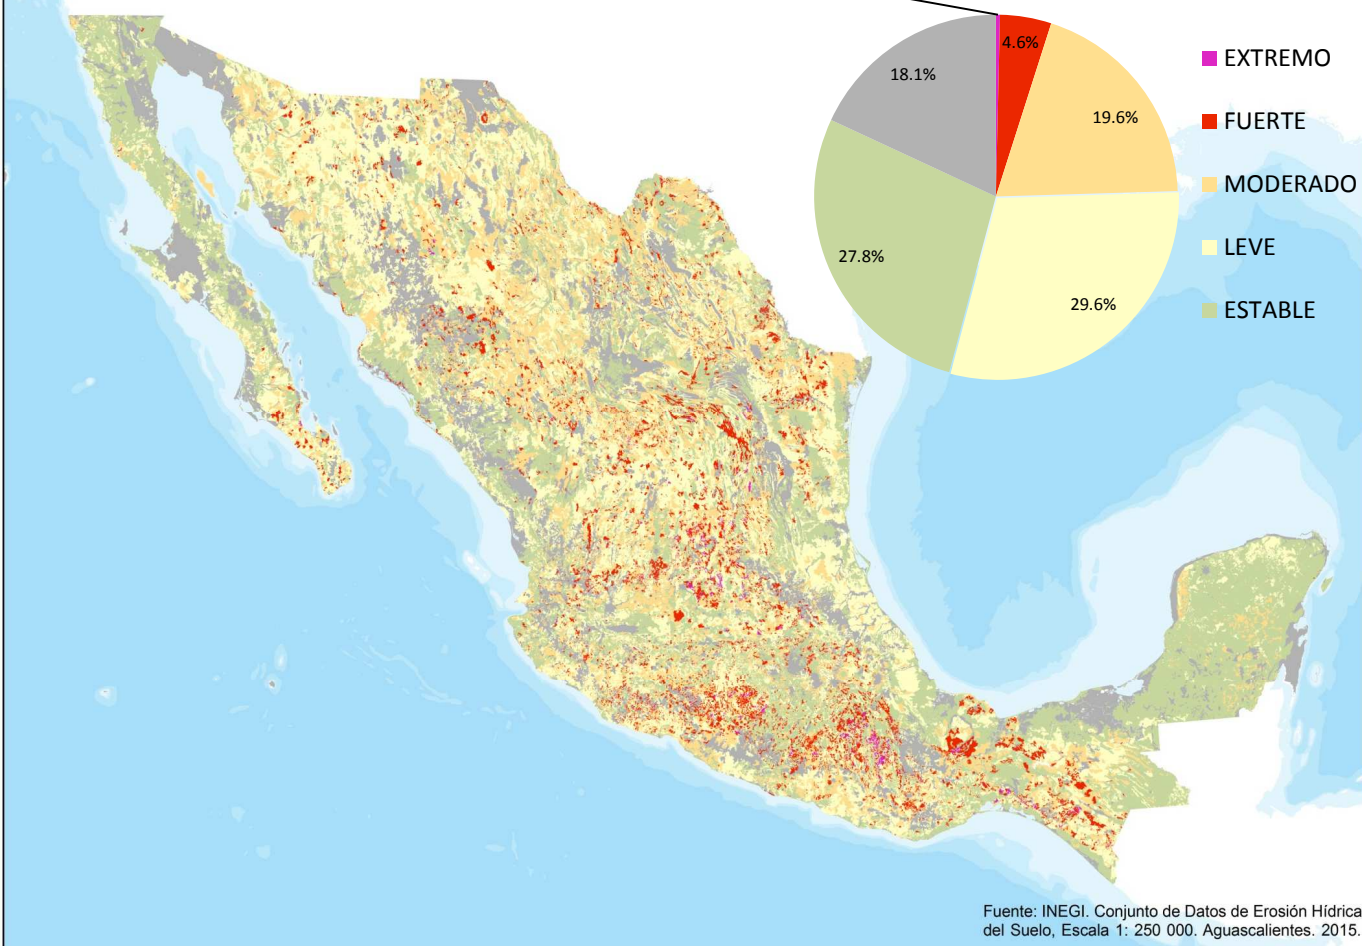 4.6%
18.1%
19.6%
27.8%
29.6%
EXTREMO
FUERTE
MODERADO
LEVE
ESTABLE
Fuente: INEGI. Conjunto de Datos de Erosión Hídrica
del Suelo, Escala 1: 250 000. Aguascalientes. 2015.